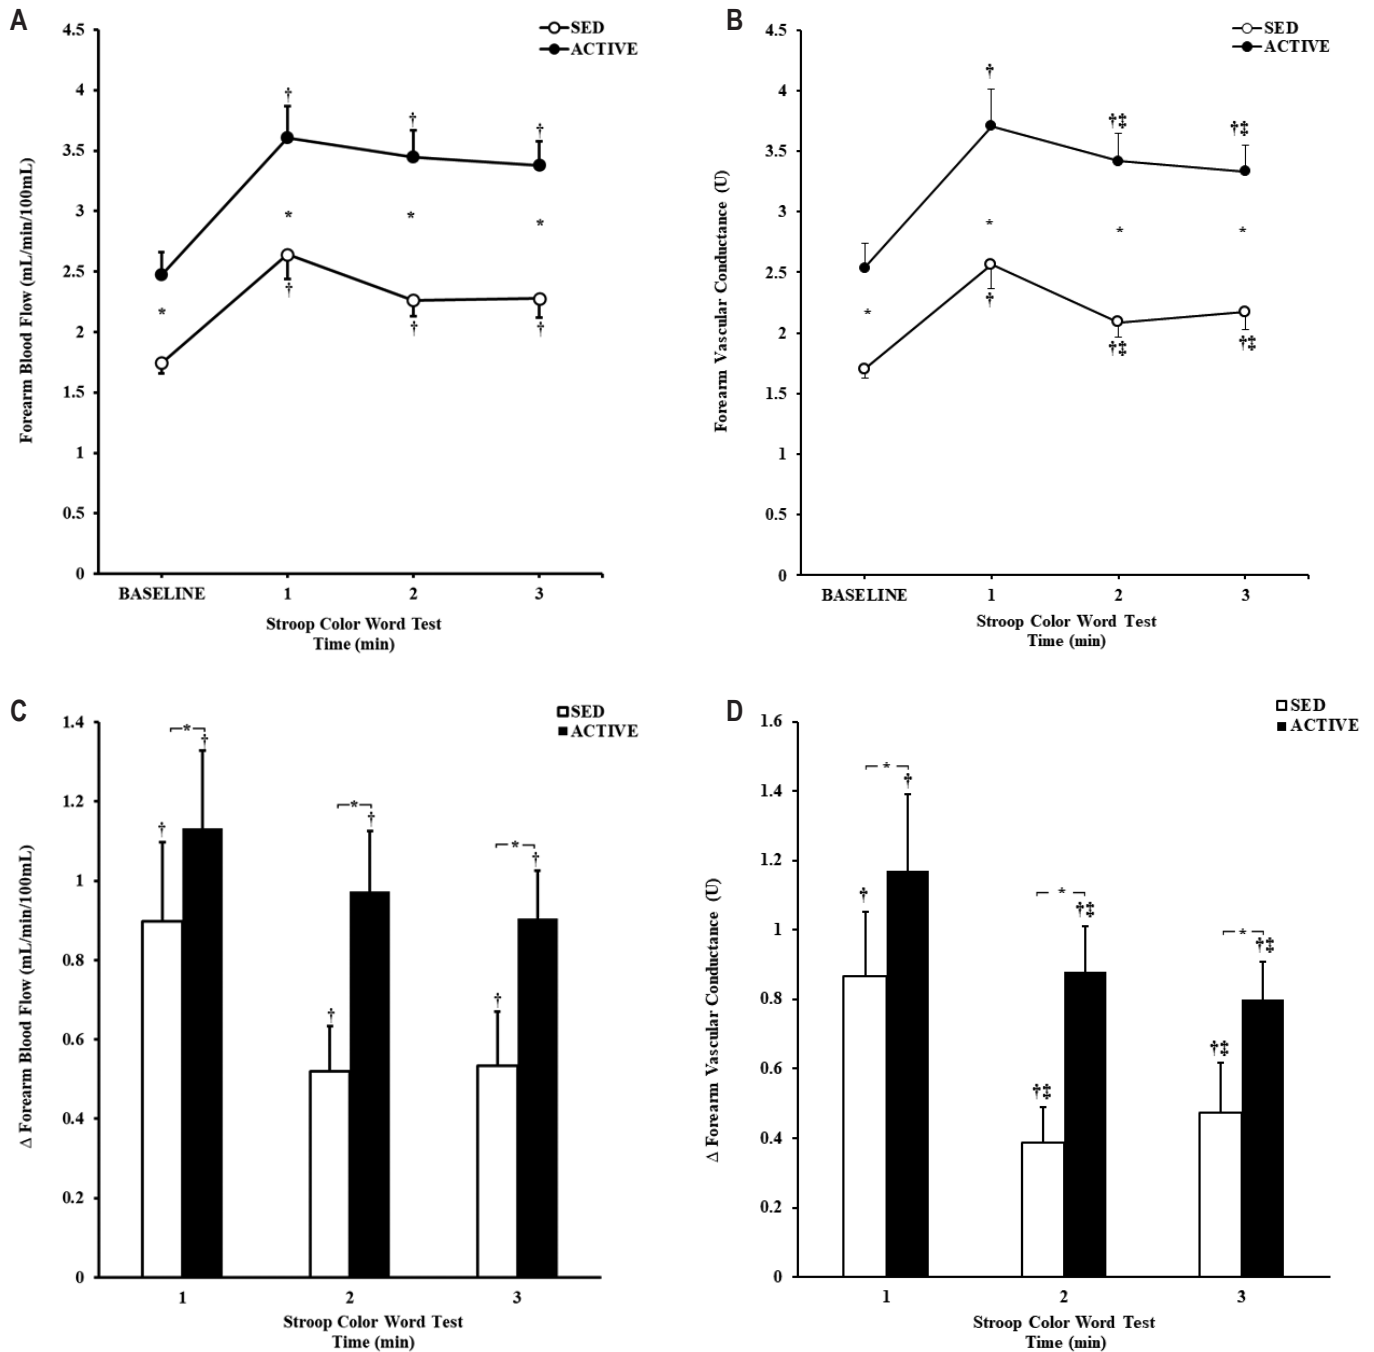 A
SED
ACTIVE
4.5
4
3.5
3
2.5
2
1.5
1
0.5
0
Forearm Blood Flow (mL/min/100mL)
†
†
†
*
*
*
*
†
†
†
BASELINE 1 2 3
Stroop Color Word Test
Time (min)
B
SED
ACTIVE
4.5
4
3.5
3
2.5
2
1.5
1
0.5
0
Forearm Vascular Conductance (U)
†
†‡
†‡
*
*
*
*
†
†‡
†‡
BASELINE 1 2 3
Stroop Color Word Test
Time (min)
C
SED
ACTIVE
1.4
1.2
1
0.8
0.6
0.4
0.2
0
Δ Forearm Blood Flow (mL/min/100mL)
*
†
†
*
†
†
*
†
†
1 2 3
Stroop Color Word Test
Time (min)
D
SED
ACTIVE
1.6
1.4
1.2
1
0.8
0.6
0.4
0.2
0
Δ Forearm Vascular Conductance (U)
*
†
†
*
†‡
†‡
*
†‡
†‡
1 2 3
Stroop Color Word Test
Time (min)